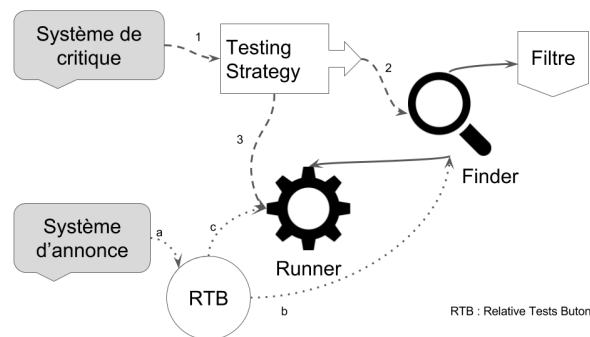 Système de
critique
1
Testing
Strategy
2
Filtre
3
Finder
Système
d'annonce
a
c
Runner
RTB
b
RTB : Relative Tests Buton